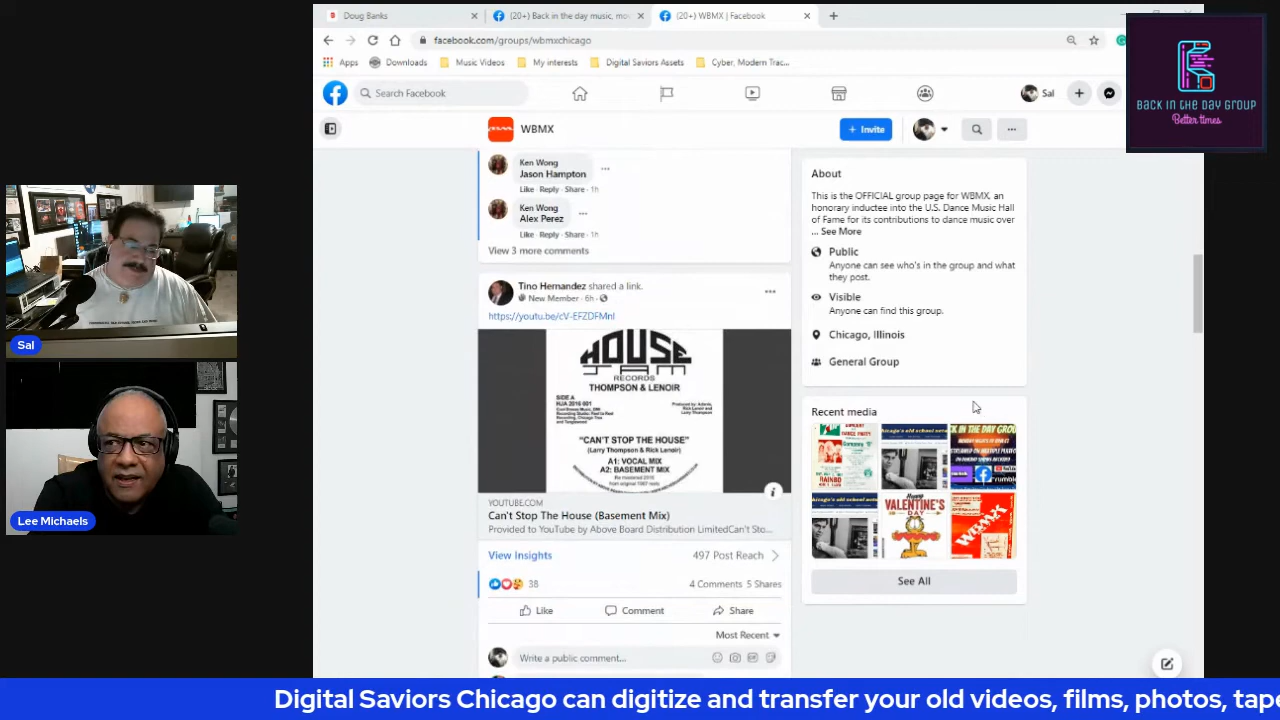 Doug Banks
(20+) Back in the day music, mo
(20+) WBMX | Facebook
facebook.com/groups/wbmxchicago
Apps
Downloads
Music Videos
My interests
Digital Saviors Assets
Cyber, Modern Trac...
Search Facebook
Sal
WBMX
+ Invite
BACK IN THE DAY GROUP
Better times
Ken Wong
Jason Hampton
Like · Reply · Share · 1h
Ken Wong
Alex Perez
Like · Reply · Share · 1h
View 3 more comments
Tino Hernandez shared a link.
New Member · 6h ·
https://youtu.be/cV-EFZDFMnI
HOUSE
JAM
RECORDS
THOMPSON & LENOIR
SIDE A
HJA 2016 001
"CAN'T STOP THE HOUSE"
(Larry Thompson & Rick Lenoir)
A1: VOCAL MIX
A2: BASEMENT MIX
YOUTUBE.COM
Can't Stop The House (Basement Mix)
Provided to YouTube by Above Board Distribution LimitedCan't Sto...
View Insights
497 Post Reach
38
4 Comments 5 Shares
Like
Comment
Share
Most Recent
Write a public comment...
About
This is the OFFICIAL group page for WBMX, an
honorary inductee into the U.S. Dance Music Hall
of Fame for its contributions to dance music over
... See More
Public
Anyone can see who's in the group and what
they post.
Visible
Anyone can find this group.
Chicago, Illinois
General Group
Recent media
VALENTINE'S
DAY
WBMX
See All
Sal
Lee Michaels
Digital Saviors Chicago can digitize and transfer your old videos, films, photos, tape